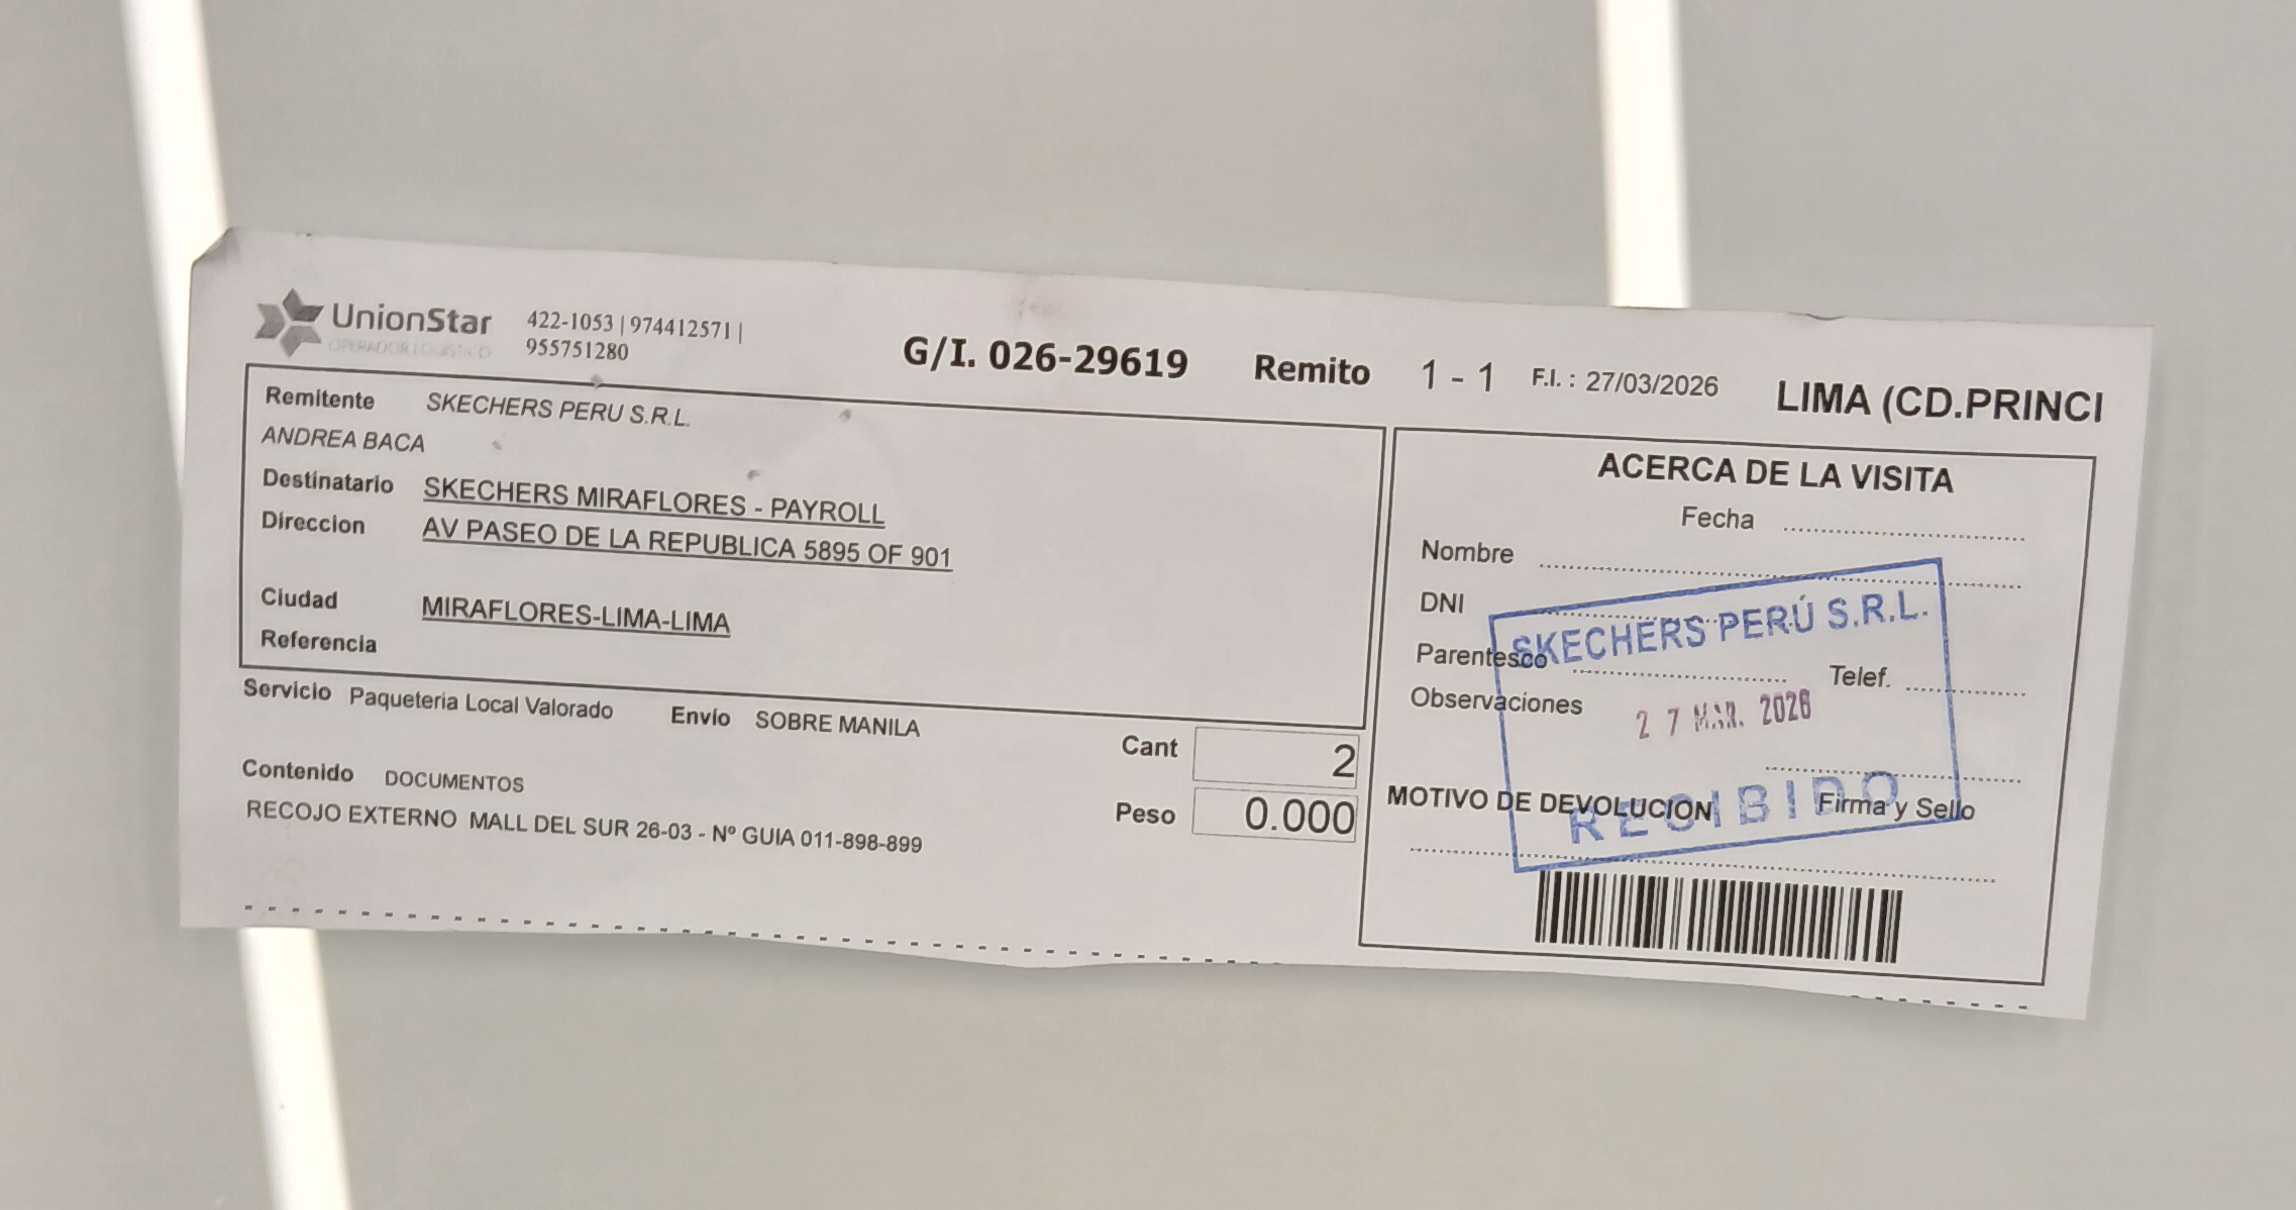 UnionStar
OPERADOR LOGISTICO
422-1053 | 974412571 |
955751280
G/I. 026-29619 Remito 1 - 1 F.I. : 27/03/2026 LIMA (CD.PRINCI
Remitente SKECHERS PERU S.R.L.
ANDREA BACA
Destinatario SKECHERS MIRAFLORES - PAYROLL
Direccion AV PASEO DE LA REPUBLICA 5895 OF 901
Ciudad MIRAFLORES-LIMA-LIMA
Referencia
Servicio Paqueteria Local Valorado Envío SOBRE MANILA
Cant 2
Contenido DOCUMENTOS
Peso 0.000
RECOJO EXTERNO MALL DEL SUR 26-03 - Nº GUIA 011-898-899
ACERCA DE LA VISITA
Fecha
Nombre
DNI
Parentesco Telef.
Observaciones
MOTIVO DE DEVOLUCION Firma y Sello
SKECHERS PERÚ S.R.L.
27 MAR. 2026
RECIBIDO